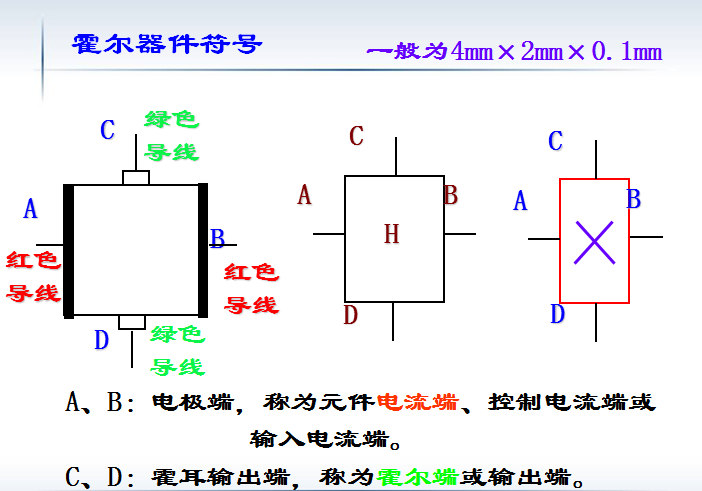 霍尔器件符号
一般为4mm×2mm×0.1mm
C
绿色
导线
A
B
红色
导线
红色
导线
D
绿色
导线
C
A
B
H
D
C
A
B
D
A、B: 电极端, 称为元件电流端、控制电流端或
输入电流端。
C、D: 霍耳输出端, 称为霍尔端或输出端。